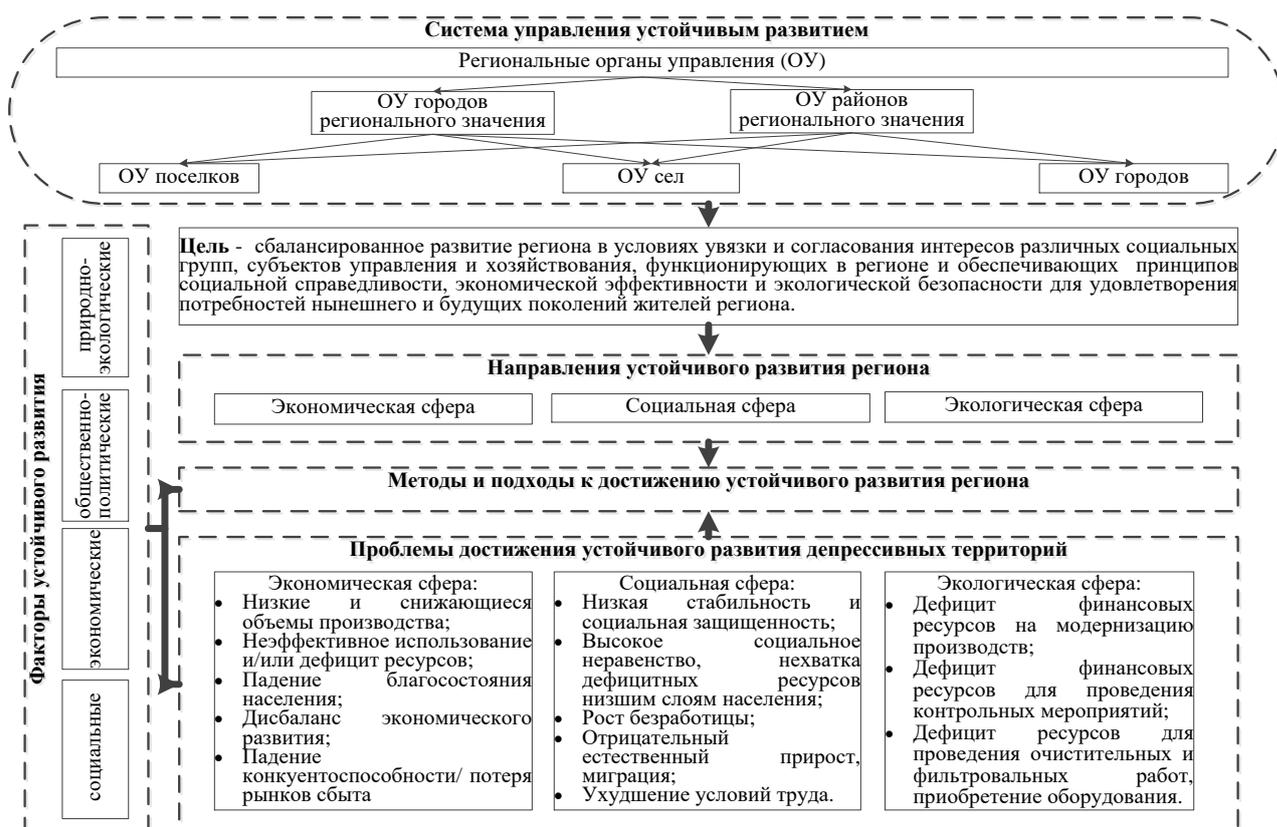 Система управления устойчивым развитием
Региональные органы управления (ОУ)
ОУ городов
регионального значения
ОУ районов
регионального значения
ОУ поселков
ОУ сел
ОУ городов
Факторы устойчивого развития
природно-
экологические
общественно-
политические
экономические
социальные
Цель - сбалансированное развитие региона в условиях увязки и согласования интересов различных социальных
групп, субъектов управления и хозяйствования, функционирующих в регионе и обеспечивающих принципов
социальной справедливости, экономической эффективности и экологической безопасности для удовлетворения
потребностей нынешнего и будущих поколений жителей региона.
Направления устойчивого развития региона
Экономическая сфера
Социальная сфера
Экологическая сфера
Методы и подходы к достижению устойчивого развития региона
Проблемы достижения устойчивого развития депрессивных территорий
Экономическая сфера:
• Низкие и снижающиеся
объемы производства;
• Неэффективное использование
и/или дефицит ресурсов;
• Падение благосостояния
населения;
• Дисбаланс экономического
развития;
• Падение
конкуентоспособности/ потеря
рынков сбыта
Социальная сфера:
• Низкая стабильность и
социальная защищенность;
• Высокое социальное
неравенство, нехватка
дефицитных ресурсов
низшим слоям населения;
• Рост безработицы;
• Отрицательный
естественный прирост,
миграция;
• Ухудшение условий труда.
Экологическая сфера:
• Дефицит финансовых
ресурсов на модернизацию
производств;
• Дефицит финансовых
ресурсов для проведения
контрольных мероприятий;
• Дефицит ресурсов для
проведения очистительных и
фильтровальных работ,
приобретение оборудования.